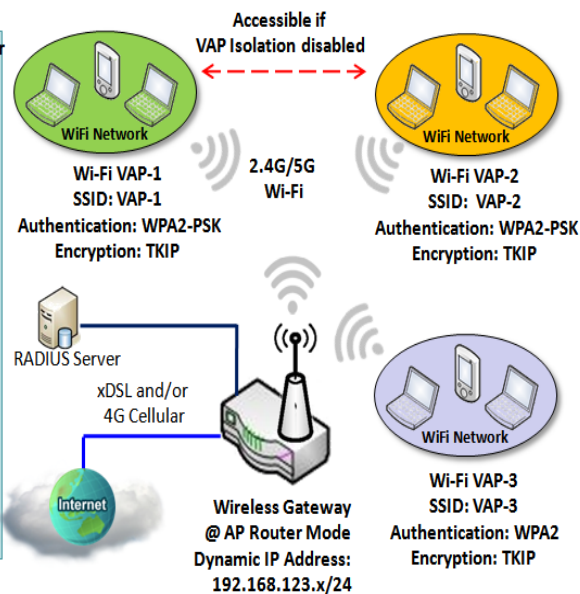 Accessible if
VAP Isolation disabled
r
WiFi Network
WiFi Network
Wi-Fi VAP-1
SSID: VAP-1
Authentication: WPA2-PSK
Encryption: TKIP
2.4G/5G
Wi-Fi
Wi-Fi VAP-2
SSID: VAP-2
Authentication: WPA2-PSK
Encryption: TKIP
RADIUS Server
xDSL and/or
4G Cellular
Internet
Wireless Gateway
@ AP Router Mode
Dynamic IP Address:
192.168.123.x/24
WiFi Network
Wi-Fi VAP-3
SSID: VAP-3
Authentication: WPA2
Encryption: TKIP